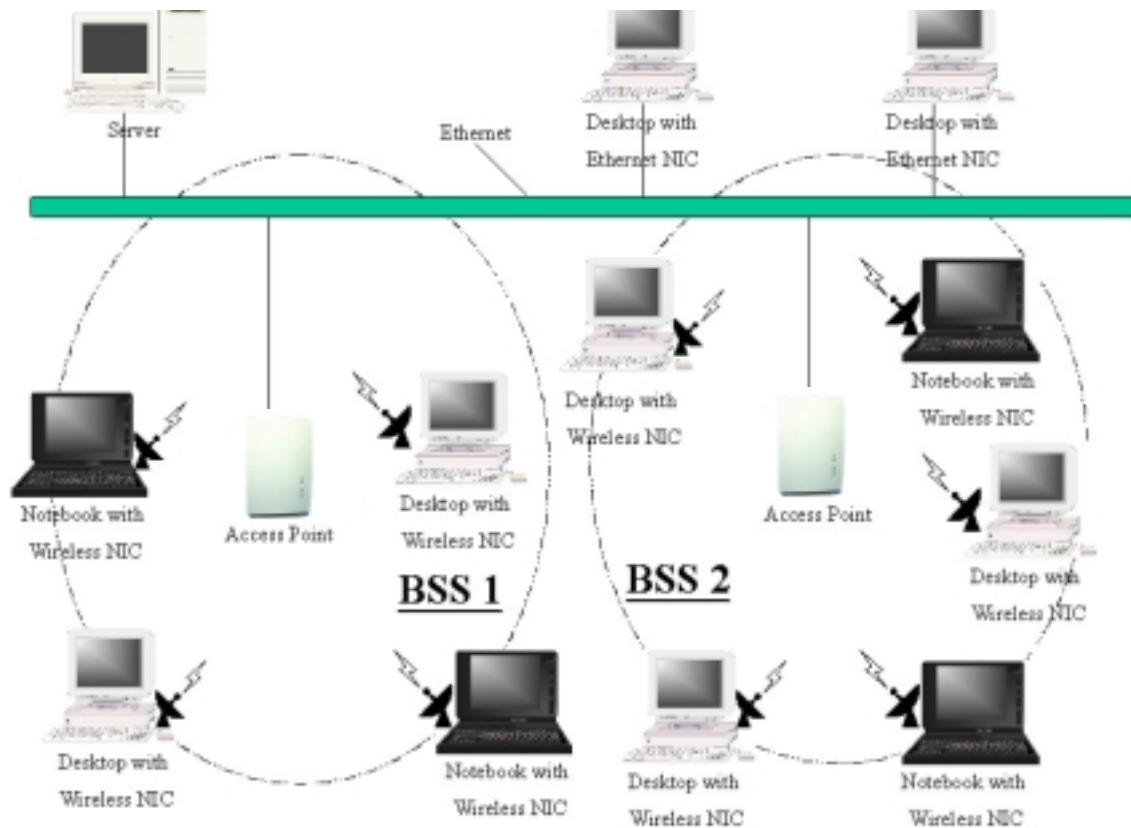 Server
Ethernet
Desktop with
Ethernet NIC
Desktop with
Ethernet NIC
Desktop with
Wireless NIC
Notebook with
Wireless NIC
Notebook with
Wireless NIC
Access Point
Desktop with
Wireless NIC
Access Point
Desktop with
Wireless NIC
BSS 1
BSS 2
Desktop with
Wireless NIC
Notebook with
Wireless NIC
Desktop with
Wireless NIC
Notebook with
Wireless NIC